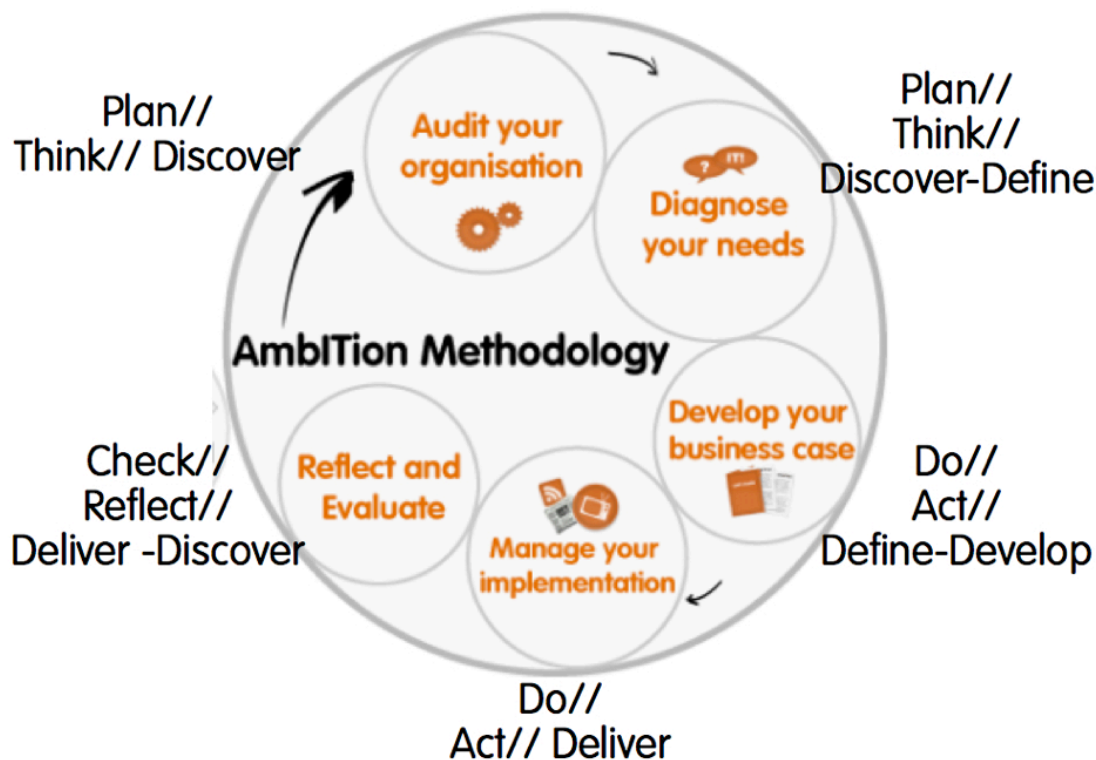 Plan//
Think// Discover
Audit your
organisation
Plan//
Think//
Discover-Define
? IT!
Diagnose
your needs
AmbITion Methodology
Develop your
business case
Do//
Act//
Define-Develop
Manage your
implementation
Do//
Act// Deliver
Reflect and
Evaluate
Check//
Reflect//
Deliver -Discover